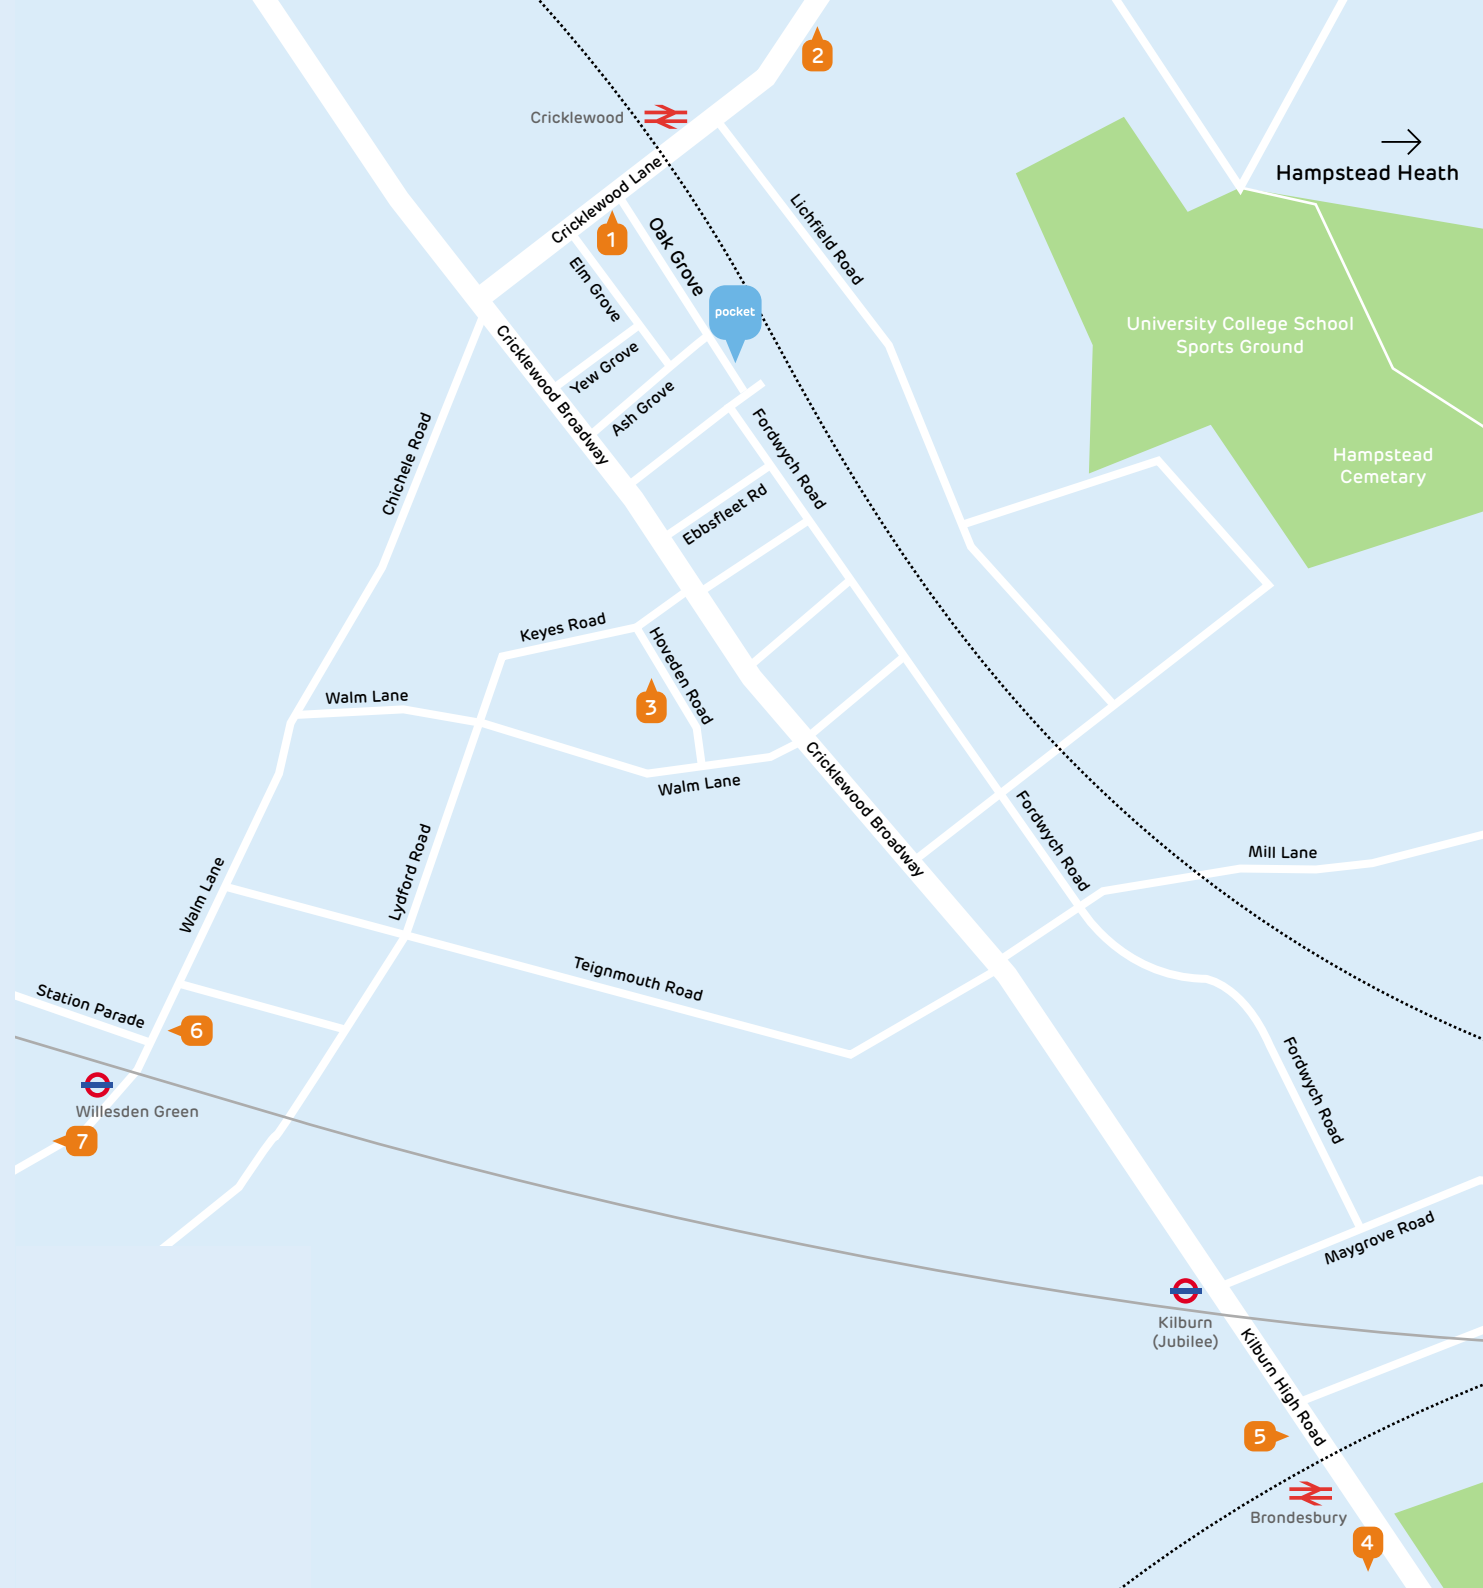 2
Cricklewood
Hampstead Heath
Cricklewood Lane
1
Oak Grove
Lichfield Road
Elm Grove
pocket
University College School
Sports Ground
Cricklewood Broadway
Yew Grove
Ash Grove
Chichele Road
Fordwych Road
Hampstead
Cemetary
Ebbsfleet Rd
Keyes Road
Hoveden Road
Walm Lane
3
Walm Lane
Cricklewood Broadway
Fordwych Road
Mill Lane
Lydford Road
Walm Lane
Teignmouth Road
Station Parade
6
Willesden Green
7
Fordwych Road
Maygrove Road
Kilburn
(Jubilee)
Kilburn High Road
5
Brondesbury
4